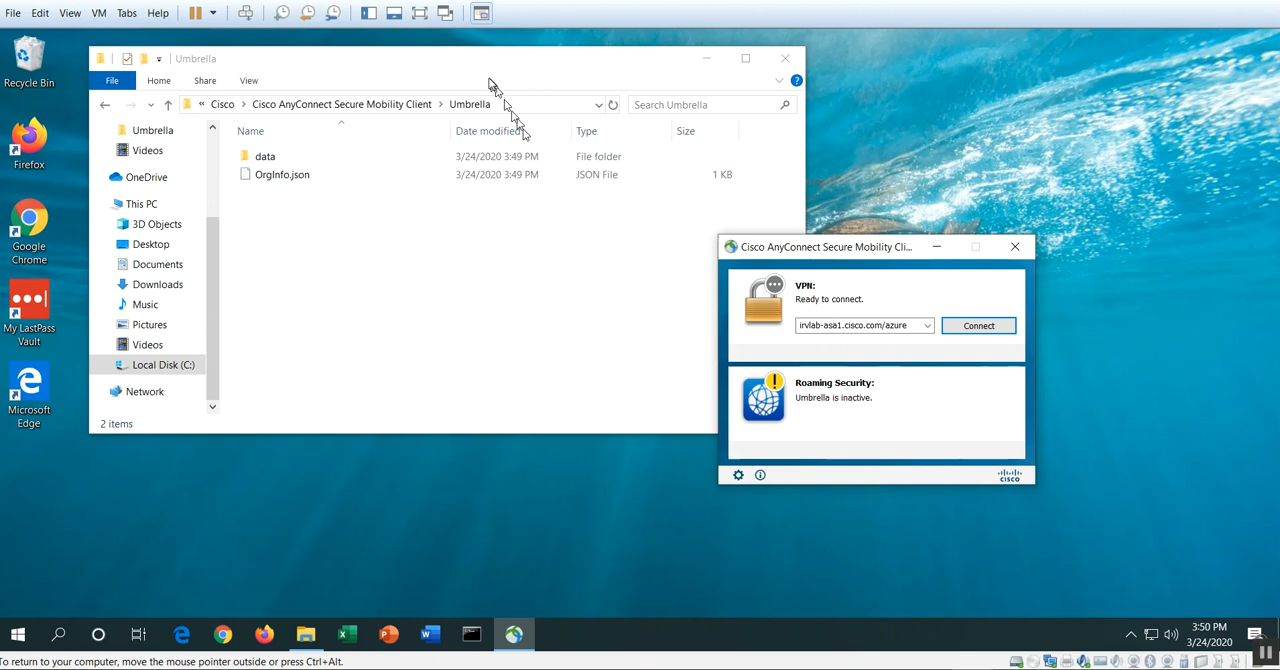 File Edit View VM Tabs Help
Recycle Bin
Firefox
Google Chrome
My LastPass Vault
Microsoft Edge
Umbrella
File Home Share View
« Cisco > Cisco AnyConnect Secure Mobility Client > Umbrella
Search Umbrella
Umbrella
Videos
OneDrive
This PC
3D Objects
Desktop
Documents
Downloads
Music
Pictures
Videos
Local Disk (C:)
Network
Name Date modified Type Size
data 3/24/2020 3:49 PM File folder
OrgInfo.json 3/24/2020 3:49 PM JSON File 1 KB
2 items
Cisco AnyConnect Secure Mobility Cli...
VPN:
Ready to connect.
irvlab-asa1.cisco.com/azure Connect
Roaming Security:
Umbrella is inactive.
cisco
3:50 PM
3/24/2020
To return to your computer, move the mouse pointer outside or press Ctrl+Alt.